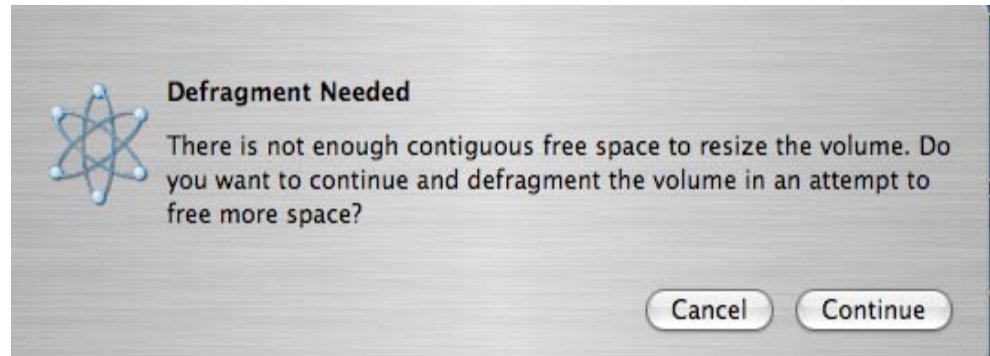 Defragment Needed
There is not enough contiguous free space to resize the volume. Do
you want to continue and defragment the volume in an attempt to
free more space?
Cancel
Continue